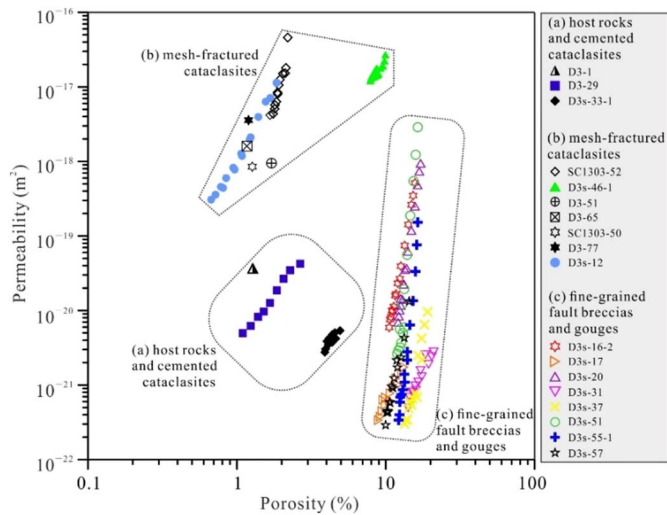 10⁻¹⁵
10⁻¹⁶
10⁻¹⁷
10⁻¹⁸
10⁻¹⁹
10⁻²⁰
10⁻²¹
10⁻²²
Permeability (m²)
0.1
1
10
100
Porosity (%)
(b) mesh-fractured
cataclasites
(a) host rocks
and cemented
cataclasites
(c) fine-grained
fault breccias
and gouges
(a) host rocks
and cemented
cataclasites
D3-1
D3-29
D3s-33-1
(b) mesh-fractured
cataclasites
SC1303-52
D3s-46-1
D3-51
D3-65
SC1303-50
D3-77
D3s-12
(c) fine-grained
fault breccias
and gouges
D3s-16-2
D3s-17
D3s-20
D3s-31
D3s-37
D3s-51
D3s-55-1
D3s-57